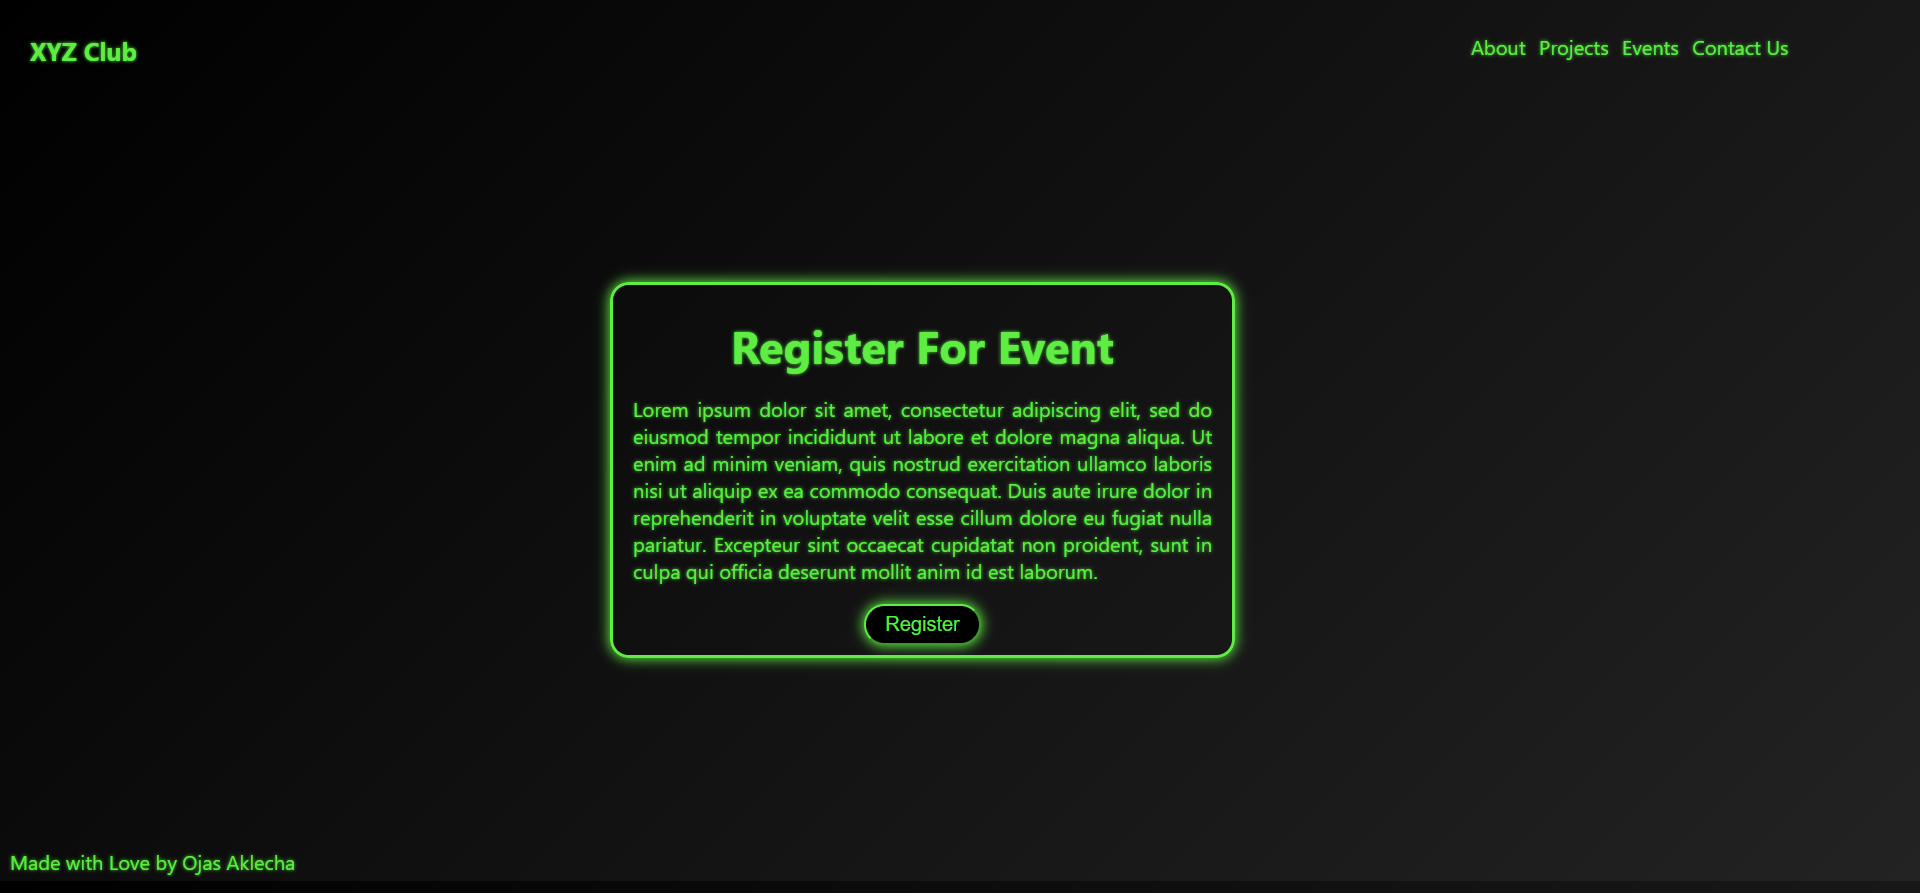 XYZ Club
About Projects Events Contact Us
Register For Event
Lorem ipsum dolor sit amet, consectetur adipiscing elit, sed do
eiusmod tempor incididunt ut labore et dolore magna aliqua. Ut
enim ad minim veniam, quis nostrud exercitation ullamco laboris
nisi ut aliquip ex ea commodo consequat. Duis aute irure dolor in
reprehenderit in voluptate velit esse cillum dolore eu fugiat nulla
pariatur. Excepteur sint occaecat cupidatat non proident, sunt in
culpa qui officia deserunt mollit anim id est laborum.
Register
Made with Love by Ojas Aklecha